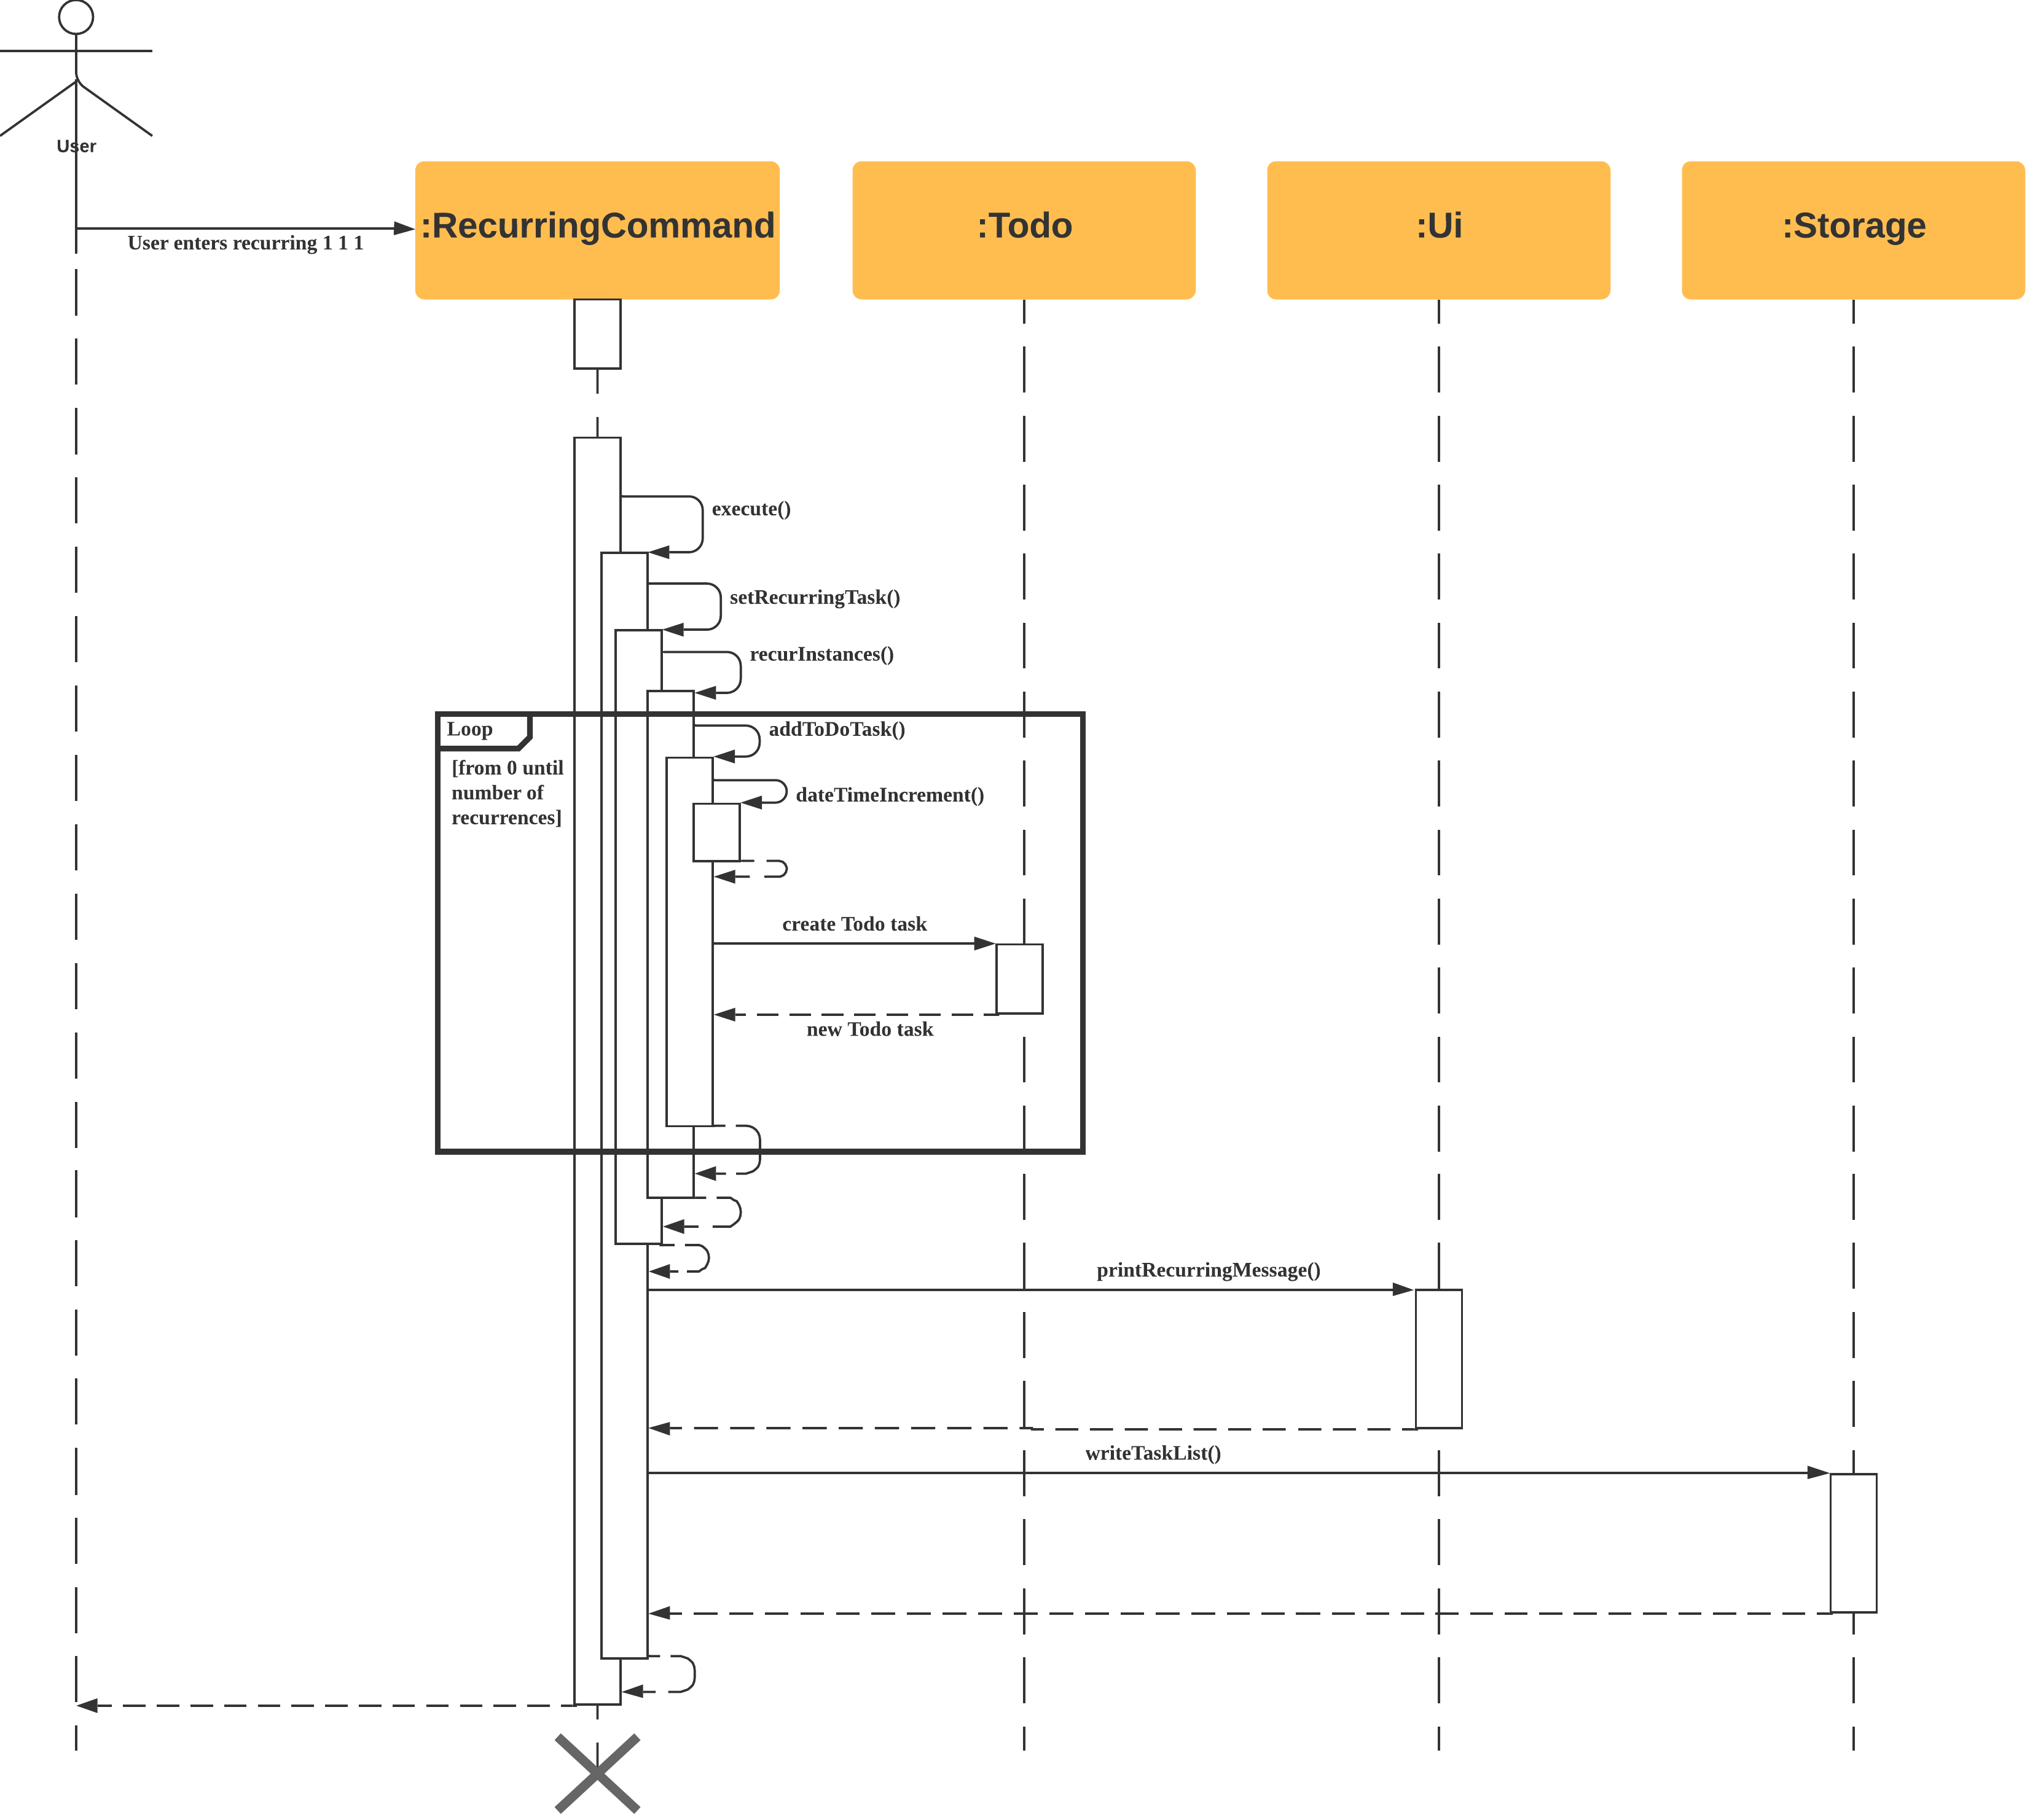 User
:RecurringCommand
:Todo
:Ui
:Storage
User enters recurring 1 1 1
execute()
setRecurringTask()
recurInstances()
Loop
addToDoTask()
[from 0 until
number of
recurrences]
dateTimeIncrement()
create Todo task
new Todo task
printRecurringMessage()
writeTaskList()